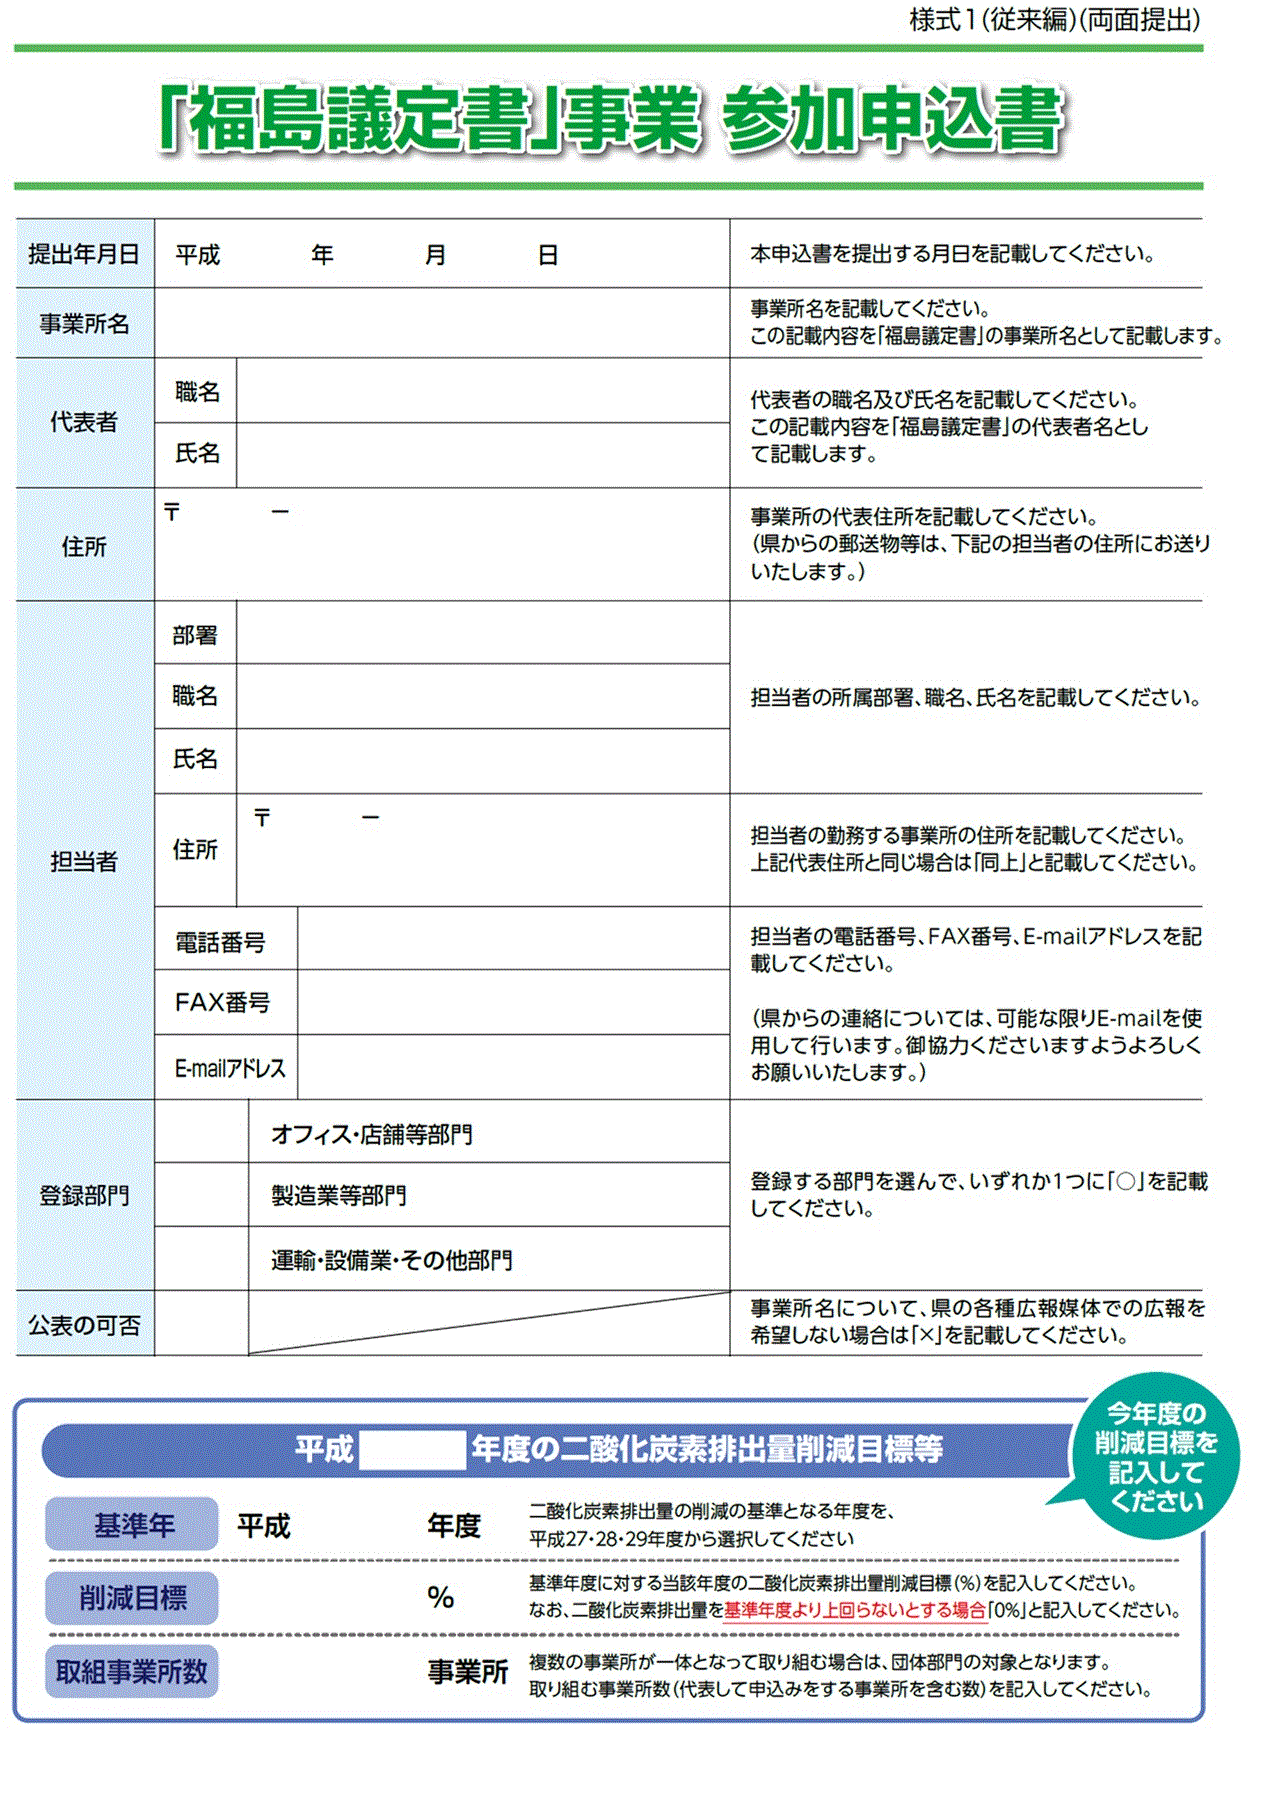 様式1(従来編)(両面提出)
「福島議定書」事業 参加申込書
提出年月日
平成 年 月 日
本申込書を提出する月日を記載してください。
事業所名
事業所名を記載してください。
この記載内容を「福島議定書」の事業所名として記載します。
代表者
職名
氏名
代表者の職名及び氏名を記載してください。
この記載内容を「福島議定書」の代表者名とし
て記載します。
住所
〒 ー
事業所の代表住所を記載してください。
(県からの郵送物等は、下記の担当者の住所にお送り
いたします。)
担当者
部署
職名
氏名
担当者の所属部署、職名、氏名を記載してください。
住所
〒 ー
担当者の勤務する事業所の住所を記載してください。
上記代表住所と同じ場合は「同上」と記載してください。
電話番号
FAX番号
E-mailアドレス
担当者の電話番号、FAX番号、E-mailアドレスを記
載してください。
(県からの連絡については、可能な限りE-mailを使
用して行います。御協力くださいますようよろしく
お願いいたします。)
登録部門
オフィス・店舗等部門
製造業等部門
運輸・設備業・その他部門
登録する部門を選んで、いずれか1つに「○」を記載
してください。
公表の可否
事業所名について、県の各種広報媒体での広報を
希望しない場合は「×」を記載してください。
今年度の
削減目標を
記入して
ください
平成 年度の二酸化炭素排出量削減目標等
基準年
平成 年度
二酸化炭素排出量の削減の基準となる年度を、
平成27・28・29年度から選択してください
削減目標
%
基準年度に対する当該年度の二酸化炭素排出量削減目標(%)を記入してください。
なお、二酸化炭素排出量を基準年度より上回らないとする場合「0%」と記入してください。
取組事業所数
事業所
複数の事業所が一体となって取り組む場合は、団体部門の対象となります。
取り組む事業所数(代表して申込みをする事業所を含む数)を記入してください。